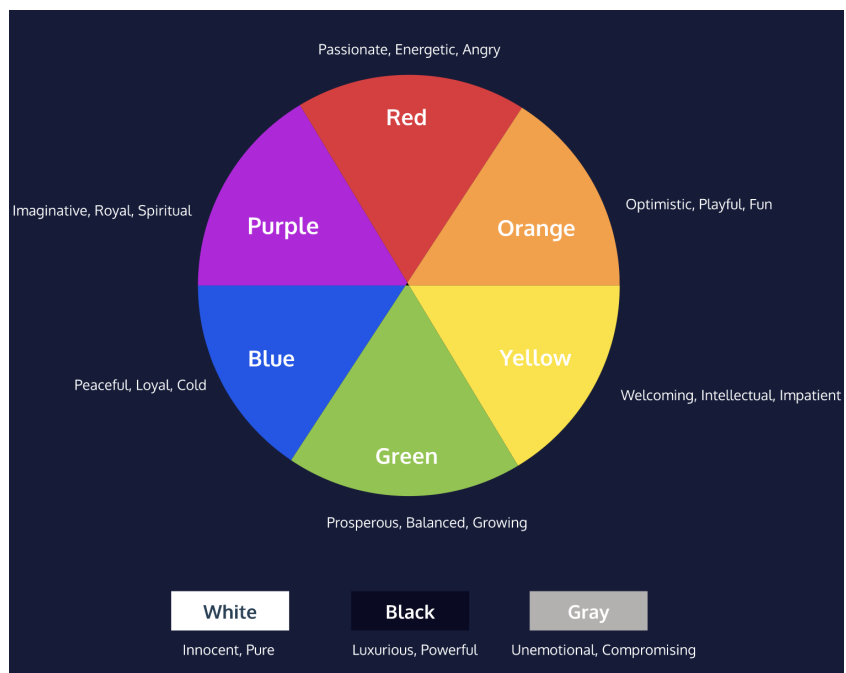 Passionate, Energetic, Angry
Red
Imaginative, Royal, Spiritual
Optimistic, Playful, Fun
Purple
Orange
Blue
Yellow
Peaceful, Loyal, Cold
Welcoming, Intellectual, Impatient
Green
Prosperous, Balanced, Growing
White
Black
Gray
Innocent, Pure
Luxurious, Powerful
Unemotional, Compromising